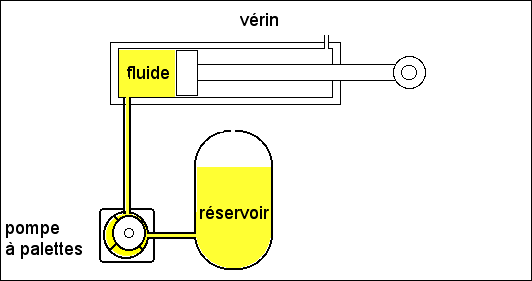 vérin
fluide
réservoir
pompe
à palettes